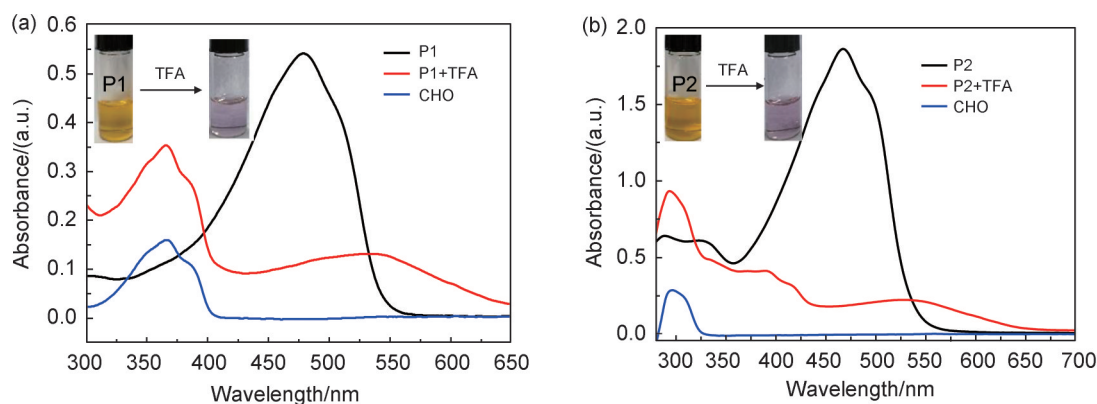 (a)
0.6
0.5
0.4
0.3
0.2
0.1
0.0
Absorbance/(a.u.)
P1
TFA
P1
P1+TFA
CHO
300 350 400 450 500 550 600 650
Wavelength/nm
(b)
2.0
1.5
1.0
0.5
0.0
Absorbance/(a.u.)
P2
TFA
P2
P2+TFA
CHO
300 350 400 450 500 550 600 700
Wavelength/nm